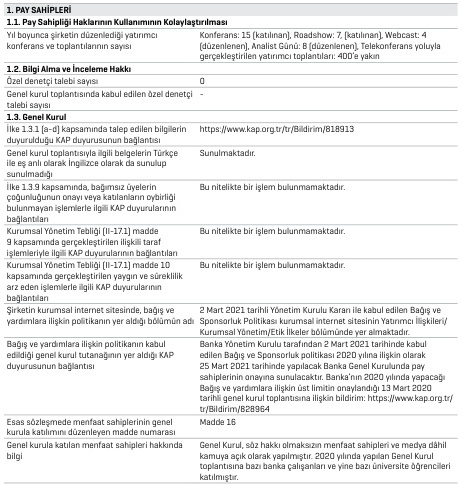 1. PAY SAHİPLERİ
1.1. Pay Sahipliği Haklarının Kullanımının Kolaylaştırılması
Yıl boyunca şirketin düzenlediği yatırımcı
konferans ve toplantılarının sayısı
Konferans: 15 (katılınan), Roadshow: 7, (katılınan), Webcast: 4
(düzenlenen), Analist Günü: 8 (düzenlenen), Telekonferans yoluyla
gerçekleştirilen yatırımcı toplantıları: 400'e yakın
1.2. Bilgi Alma ve İnceleme Hakkı
Özel denetçi talebi sayısı
0
Genel kurul toplantısında kabul edilen özel denetçi
talebi sayısı
-
1.3. Genel Kurul
İlke 1.3.1 (a-d) kapsamında talep edilen bilgilerin
duyurulduğu KAP duyurusunun bağlantısı
https://www.kap.org.tr/tr/Bildirim/818913
Genel kurul toplantısıyla ilgili belgelerin Türkçe
ile eş anlı olarak İngilizce olarak da sunulup
sunulmadığı
Sunulmaktadır.
İlke 1.3.9 kapsamında, bağımsız üyelerin
çoğunluğunun onayı veya katılanların oybirliği
bulunmayan işlemlerle ilgili KAP duyurularının
bağlantıları
Bu nitelikte bir işlem bulunmamaktadır.
Kurumsal Yönetim Tebliği (II-17.1) madde
9 kapsamında gerçekleştirilen ilişkili taraf
işlemleriyle ilgili KAP duyurularının bağlantıları
Bu nitelikte bir işlem bulunmamaktadır.
Kurumsal Yönetim Tebliği (II-17.1) madde 10
kapsamında gerçekleştirilen yaygın ve süreklilik
arz eden işlemlerle ilgili KAP duyurularının
bağlantıları
Bu nitelikte bir işlem bulunmamaktadır.
Şirketin kurumsal internet sitesinde, bağış ve
yardımlara ilişkin politikanın yer aldığı bölümün adı
2 Mart 2021 tarihli Yönetim Kurulu Kararı ile kabul edilen Bağış ve
Sponsorluk Politikası kurumsal internet sitesinin Yatırımcı İlişkileri/
Kurumsal Yönetim/Etik İlkeler bölümünde yer almaktadır.
Bağış ve yardımlara ilişkin politikanın kabul
edildiği genel kurul tutanağının yer aldığı KAP
duyurusunun bağlantısı
Banka Yönetim Kurulu tarafından 2 Mart 2021 tarihinde kabul
edilen Bağış ve Sponsorluk politikası 2020 yılına ilişkin olarak
25 Mart 2021 tarihinde yapılacak Banka Genel Kurulunda pay
sahiplerinin onayına sunulacaktır. Banka'nın 2020 yılında yapacağı
Bağış ve yardımlara ilişkin üst limitin onaylandığı 13 Mart 2020
tarihli genel kurul toplantısına ilişkin bildirim: https://www.kap.org.tr/
tr/Bildirim/828964
Esas sözleşmede menfaat sahiplerinin genel
kurula katılımını düzenleyen madde numarası
Madde 16
Genel kurula katılan menfaat sahipleri hakkında
bilgi
Genel Kurul, söz hakkı olmaksızın menfaat sahipleri ve medya dâhil
kamuya açık olarak yapılmıştır. 2020 yılında yapılan Genel Kurul
toplantısına bazı banka çalışanları ve yine bazı üniversite öğrencileri
katılmıştır.